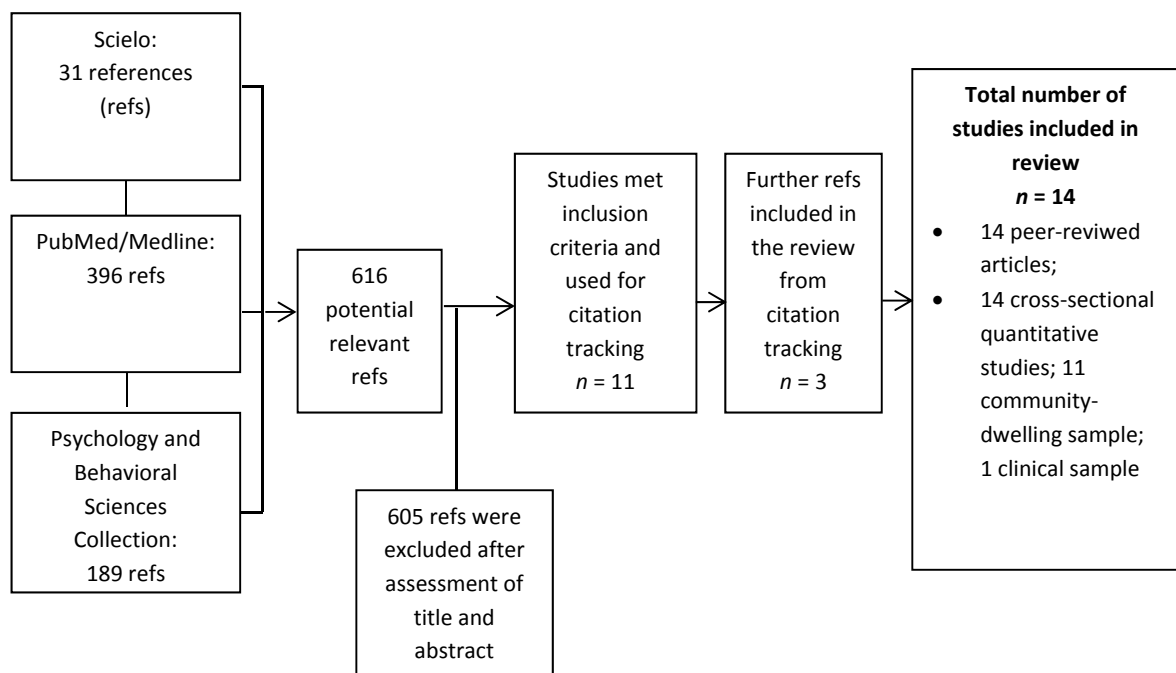 Scielo:
31 references
(refs)
PubMed/Medline:
396 refs
Psychology and
Behavioral
Sciences
Collection:
189 refs
616
potential
relevant
refs
605 refs were
excluded after
assessment of
title and
abstract
Studies met
inclusion
criteria and
used for
citation
tracking
n = 11
Further refs
included in
the review
from
citation
tracking
n = 3
Total number of
studies included in
review
n = 14
• 14 peer-reviwed
articles;
• 14 cross-sectional
quantitative
studies; 11
community-
dwelling sample;
1 clinical sample